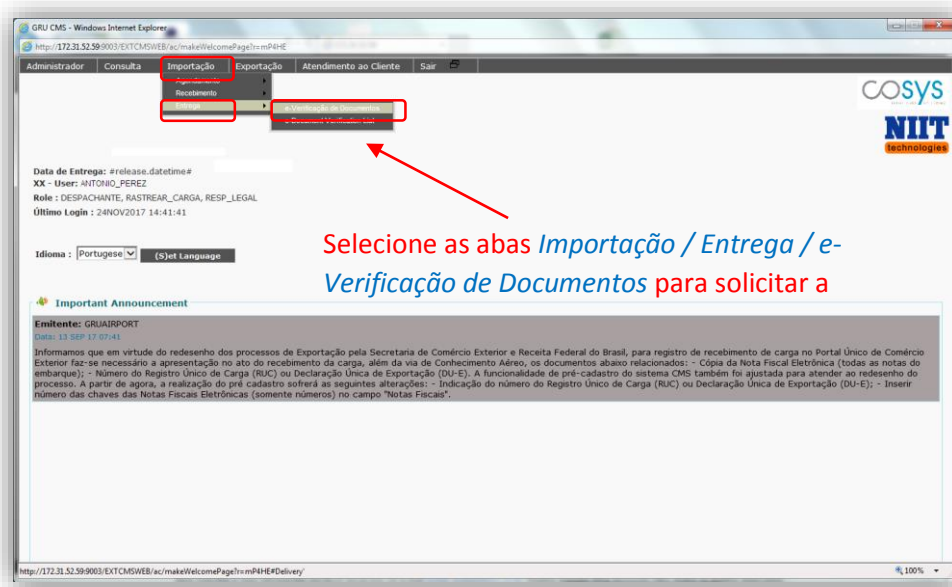 GRU CMS - Windows Internet Explorer
http://172.31.52.59:9003/EXTCMSWEB/ac/makeWelcomePage?r=mP4HE
Administrador Consulta Importação Exportação Atendimento ao Cliente Sair
Agendamento
Recebimento
Entrega e-Verificação de Documentos
e-Document Verification List
cosys
NIIT
technologies
Data de Entrega: #release.datetime#
XX - User: ANTONIO_PEREZ
Role : DESPACHANTE, RASTREAR_CARGA, RESP_LEGAL
Último Login : 24NOV2017 14:41:41
Idioma : Portugese (S)et Language
Selecione as abas Importação / Entrega / e-
Verificação de Documentos para solicitar a
Important Announcement
Emitente: GRUAIRPORT
Data: 13 SEP 17 07:41
Informamos que em virtude do redesenho dos processos de Exportação pela Secretaria de Comércio Exterior e Receita Federal do Brasil, para registro de recebimento de carga no Portal Único de Comércio
Exterior faz-se necessário a apresentação no ato do recebimento da carga, além da via de Conhecimento Aéreo, os documentos abaixo relacionados: - Cópia da Nota Fiscal Eletrônica (todas as notas do
embarque); - Número do Registro Único de Carga (RUC) ou Declaração Única de Exportação (DU-E). A funcionalidade de pré-cadastro do sistema CMS também foi ajustada para atender ao redesenho do
processo. A partir de agora, a realização do pré cadastro sofrerá as seguintes alterações: - Indicação do número do Registro Único de Carga (RUC) ou Declaração Única de Exportação (DU-E); - Inserir
número das chaves das Notas Fiscais Eletrônicas (somente números) no campo "Notas Fiscais".
http://172.31.52.59:9003/EXTCMSWEB/ac/makeWelcomePage?r=mP4HE#Delivery'
100%